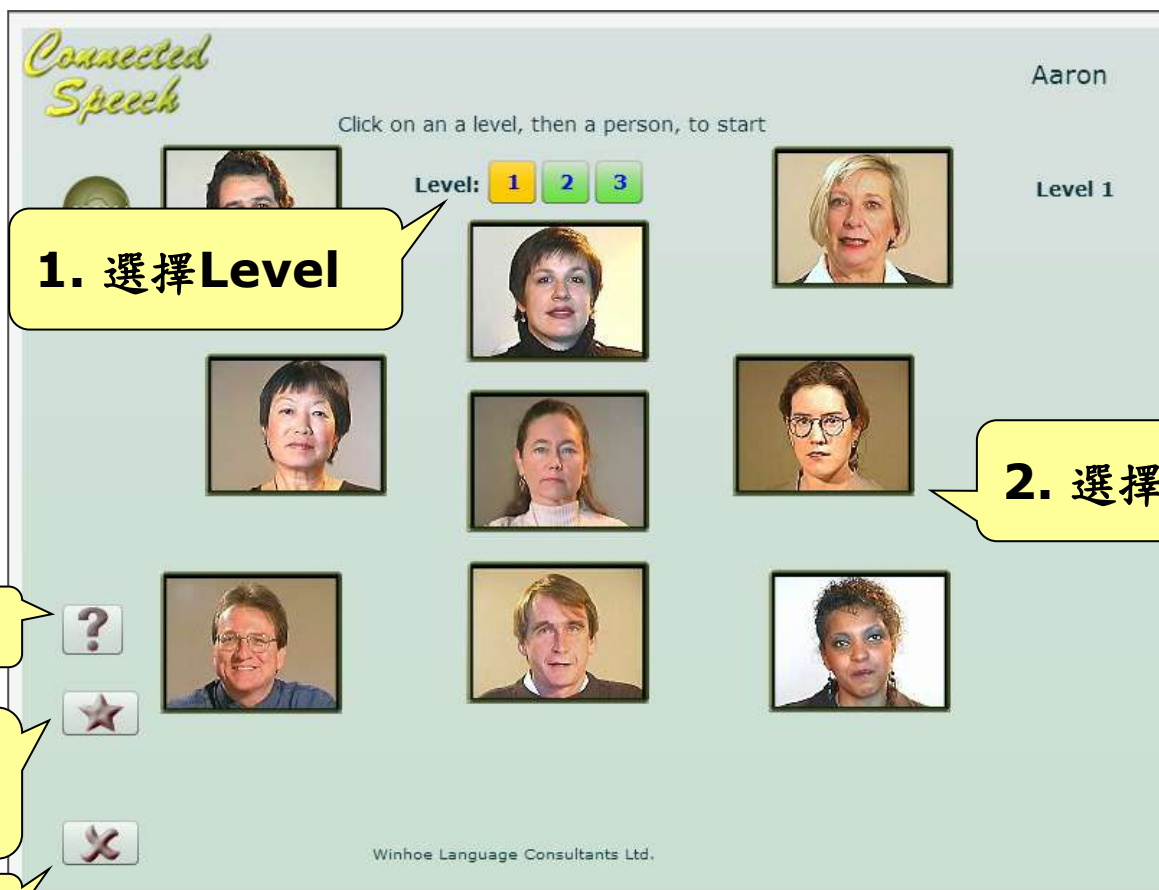 Connected
Speech
Aaron
Click on an a level, then a person, to start
Level: 1 2 3
Level 1
1. 選擇Level
2. 選擇
?
Winhoe Language Consultants Ltd.